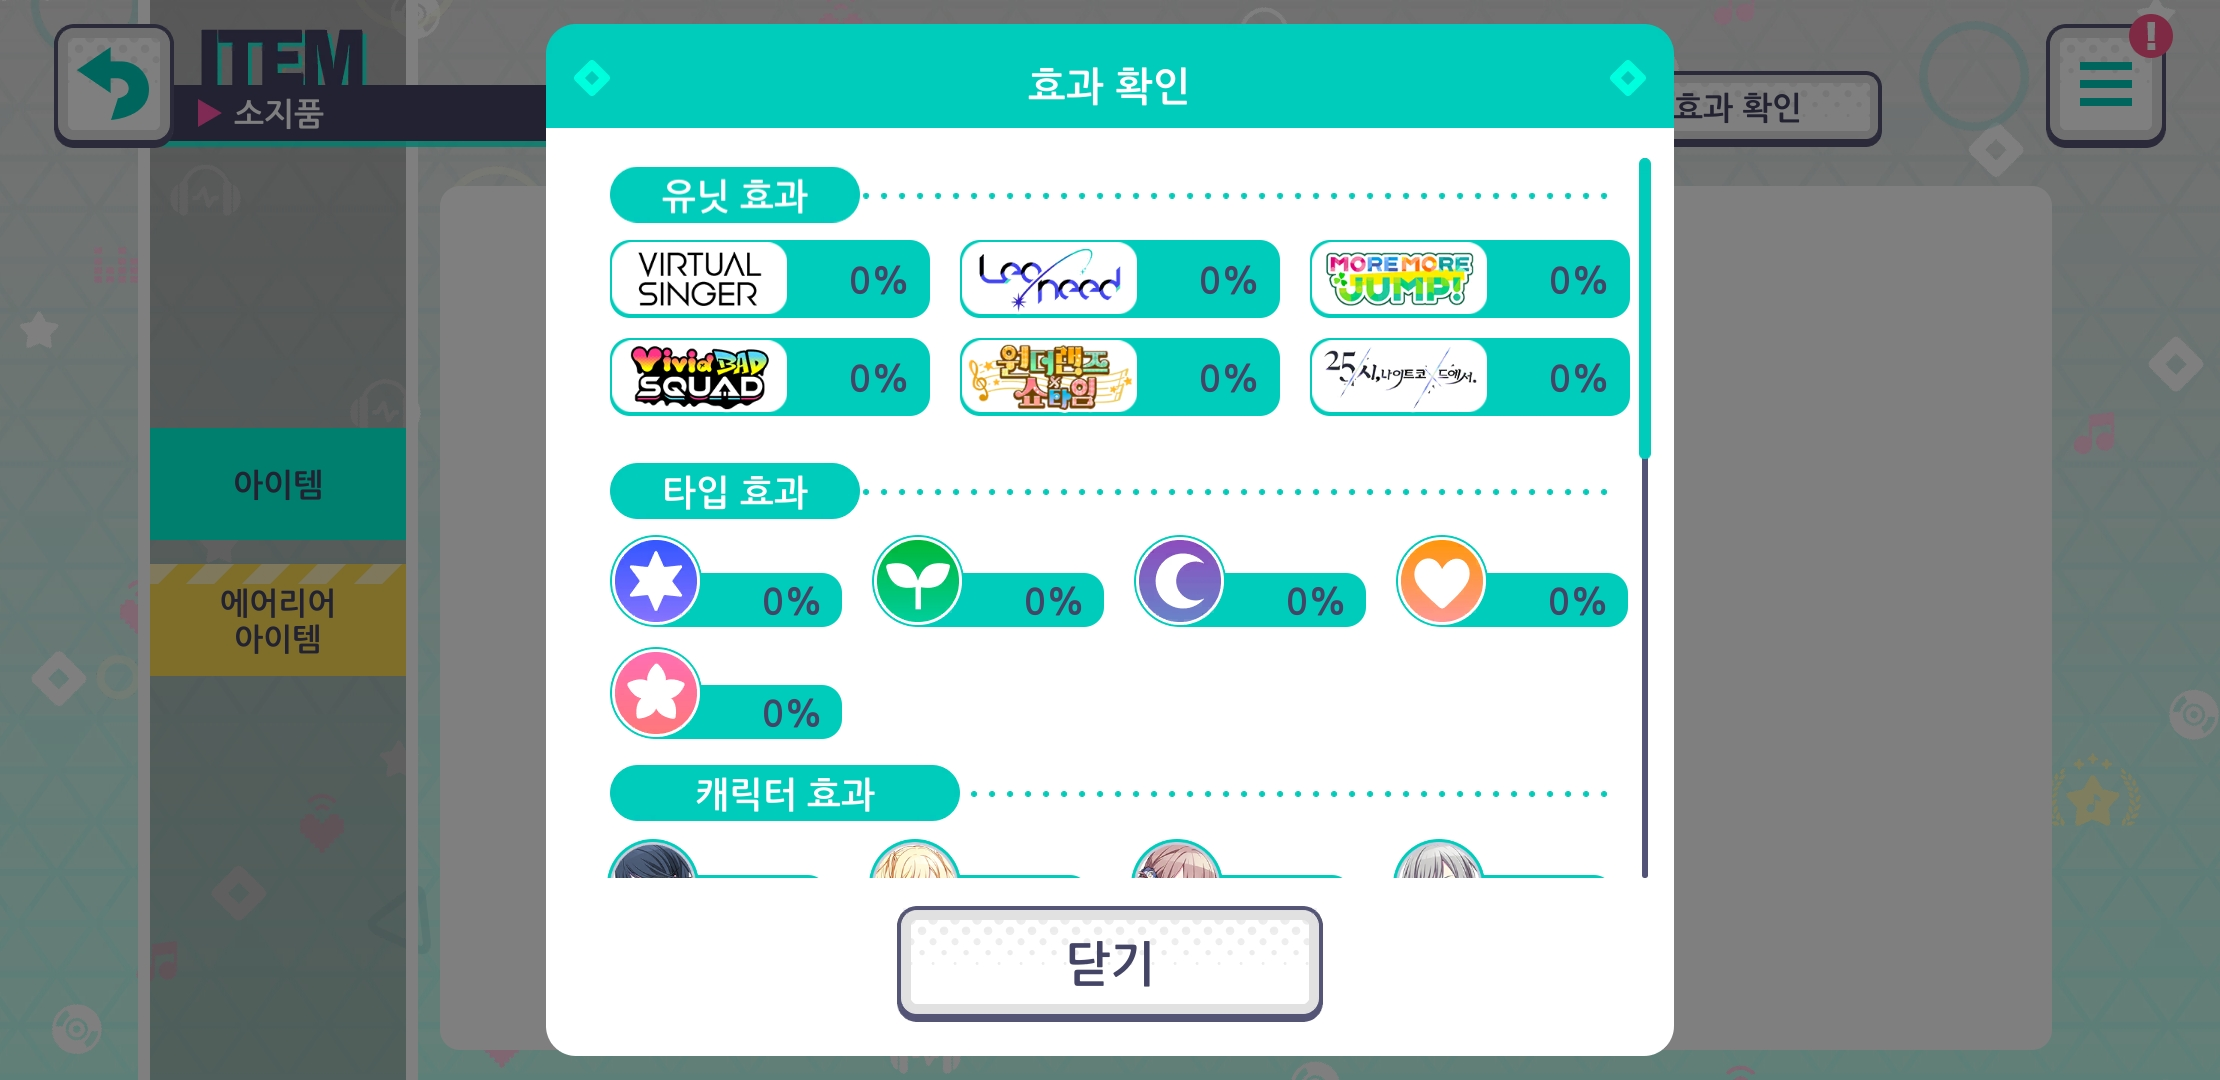 ITEM
소지품
효과 확인
효과 확인
아이템
에어리어
아이템
유닛 효과
VIRTUAL
SINGER
0%
Leo/need
0%
MORE MORE
JUMP!
0%
Vivid BAD
SQUAD
0%
원더랜즈
×
쇼타임
0%
25시, 나이트코드에서.
0%
타입 효과
0%
0%
0%
0%
0%
캐릭터 효과
닫기